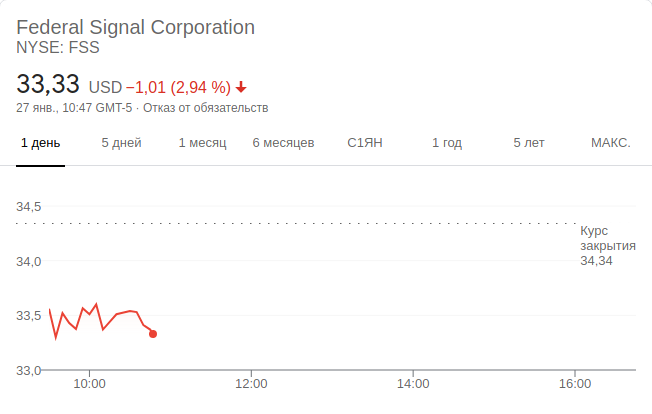 Federal Signal Corporation
NYSE: FSS
33,33 USD −1,01 (2,94 %)
27 янв., 10:47 GMT-5 · Отказ от обязательств
1 день 5 дней 1 месяц 6 месяцев С1ЯН 1 год 5 лет МАКС.
34,5
34,0
33,5
33,0
Курс
закрытия
34,34
10:00 12:00 14:00 16:00